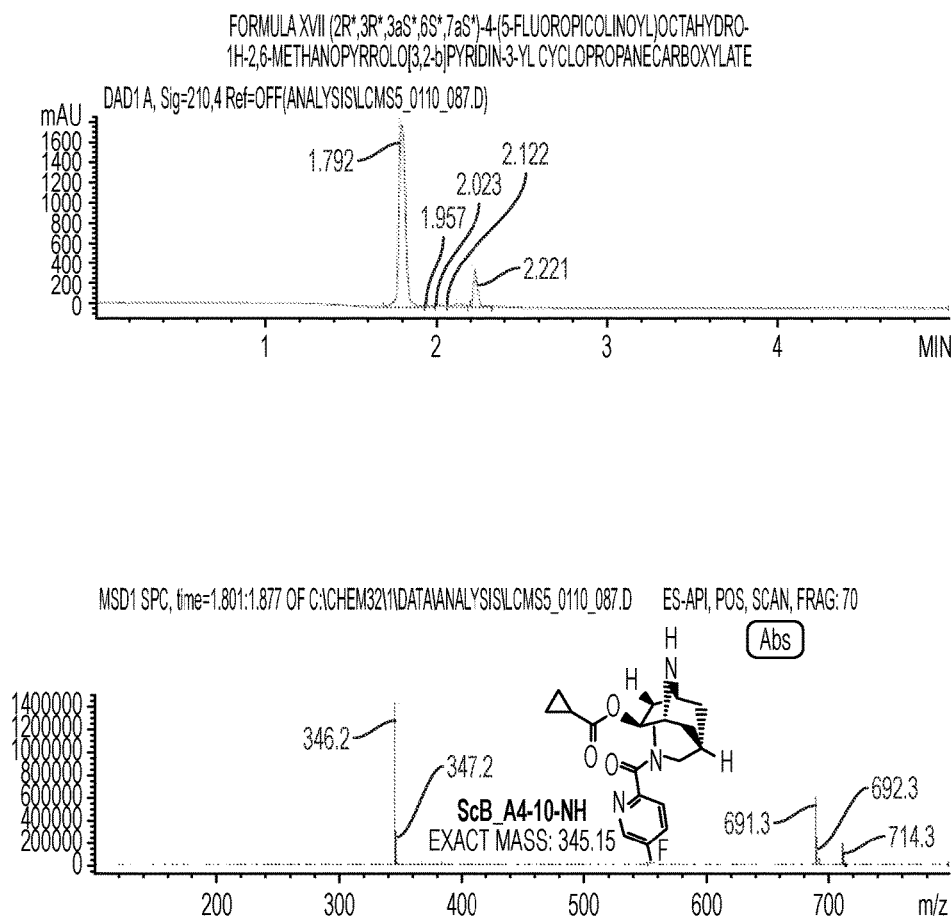 FORMULA XVII (2R*,3R*,3aS*,6S*,7aS*)-4-(5-FLUOROPICOLINOYL)OCTAHYDRO-
1H-2,6-METHANOPYRROLO[3,2-b]PYRIDIN-3-YL CYCLOPROPANECARBOXYLATE
DAD1 A, Sig=210,4 Ref=OFF(ANALYSIS\LCMS5_0110_087.D)
mAU
1600
1400
1200
1000
800
600
400
200
0
1.792
1.957
2.023
2.122
2.221
1
2
3
4
MIN
MSD1 SPC, time=1.801:1.877 OF C:\CHEM32\1\DATA\ANALYSIS\LCMS5_0110_087.D ES-API, POS, SCAN, FRAG: 70
Abs
1400000
1200000
1000000
800000
600000
400000
200000
0
346.2
347.2
H
N
H
O
O
O
N
H
N
F
ScB_A4-10-NH
EXACT MASS: 345.15
691.3
692.3
714.3
200
300
400
500
600
700
m/z